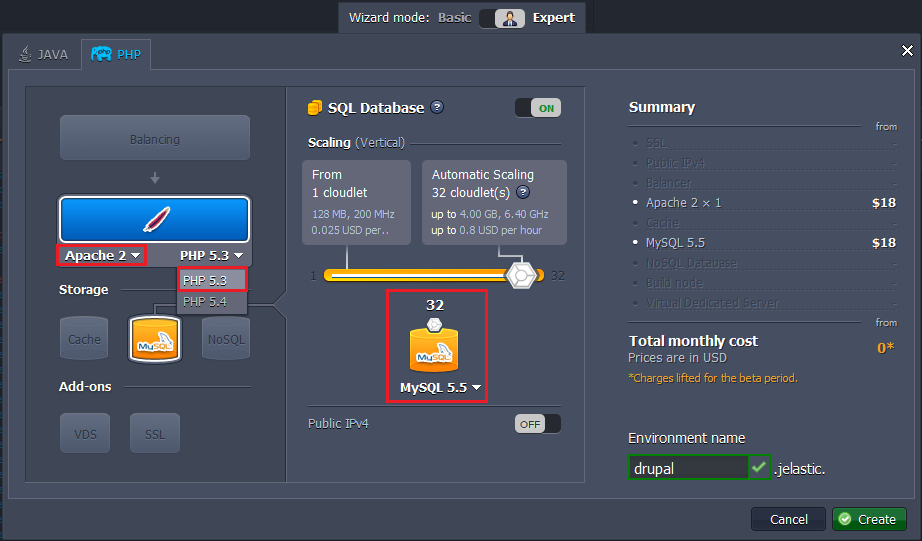 Wizard mode: Basic Expert
JAVA
PHP
Balancing
Apache 2
PHP 5.3
PHP 5.3
PHP 5.4
Storage
Cache
MySQL
NoSQL
Add-ons
VDS
SSL
SQL Database ?
ON
Scaling (Vertical)
From
1 cloudlet
128 MB, 200 MHz
0.025 USD per..
Automatic Scaling
32 cloudlet(s) ?
up to 4.00 GB, 6.40 GHz
up to 0.8 USD per hour
1
32
32
MySQL
MySQL 5.5
Public IPv4
OFF
Summary
from
SSL -
Public IPv4 -
Balancer -
Apache 2 × 1 $18
Cache -
MySQL 5.5 $18
NoSQL Database -
Build node -
Virtual Dedicated Server -
from
Total monthly cost 0*
Prices are in USD
*Charges lifted for the beta period.
Environment name
drupal .jelastic.
Cancel
Create